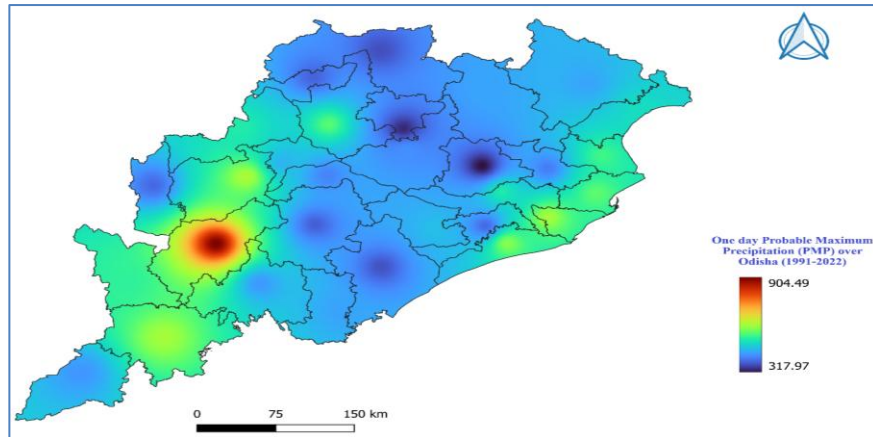 One day Probable Maximum
Precipitation (PMP) over
Odisha (1991-2022)
904.49
317.97
0 75 150 km